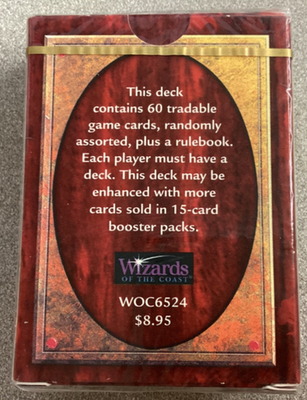 This deck
contains 60 tradable
game cards, randomly
assorted, plus a rulebook.
Each player must have a
deck. This deck may be
enhanced with more
cards sold in 15-card
booster packs.
Wizards
OF THE COAST
WOC6524
$8.95